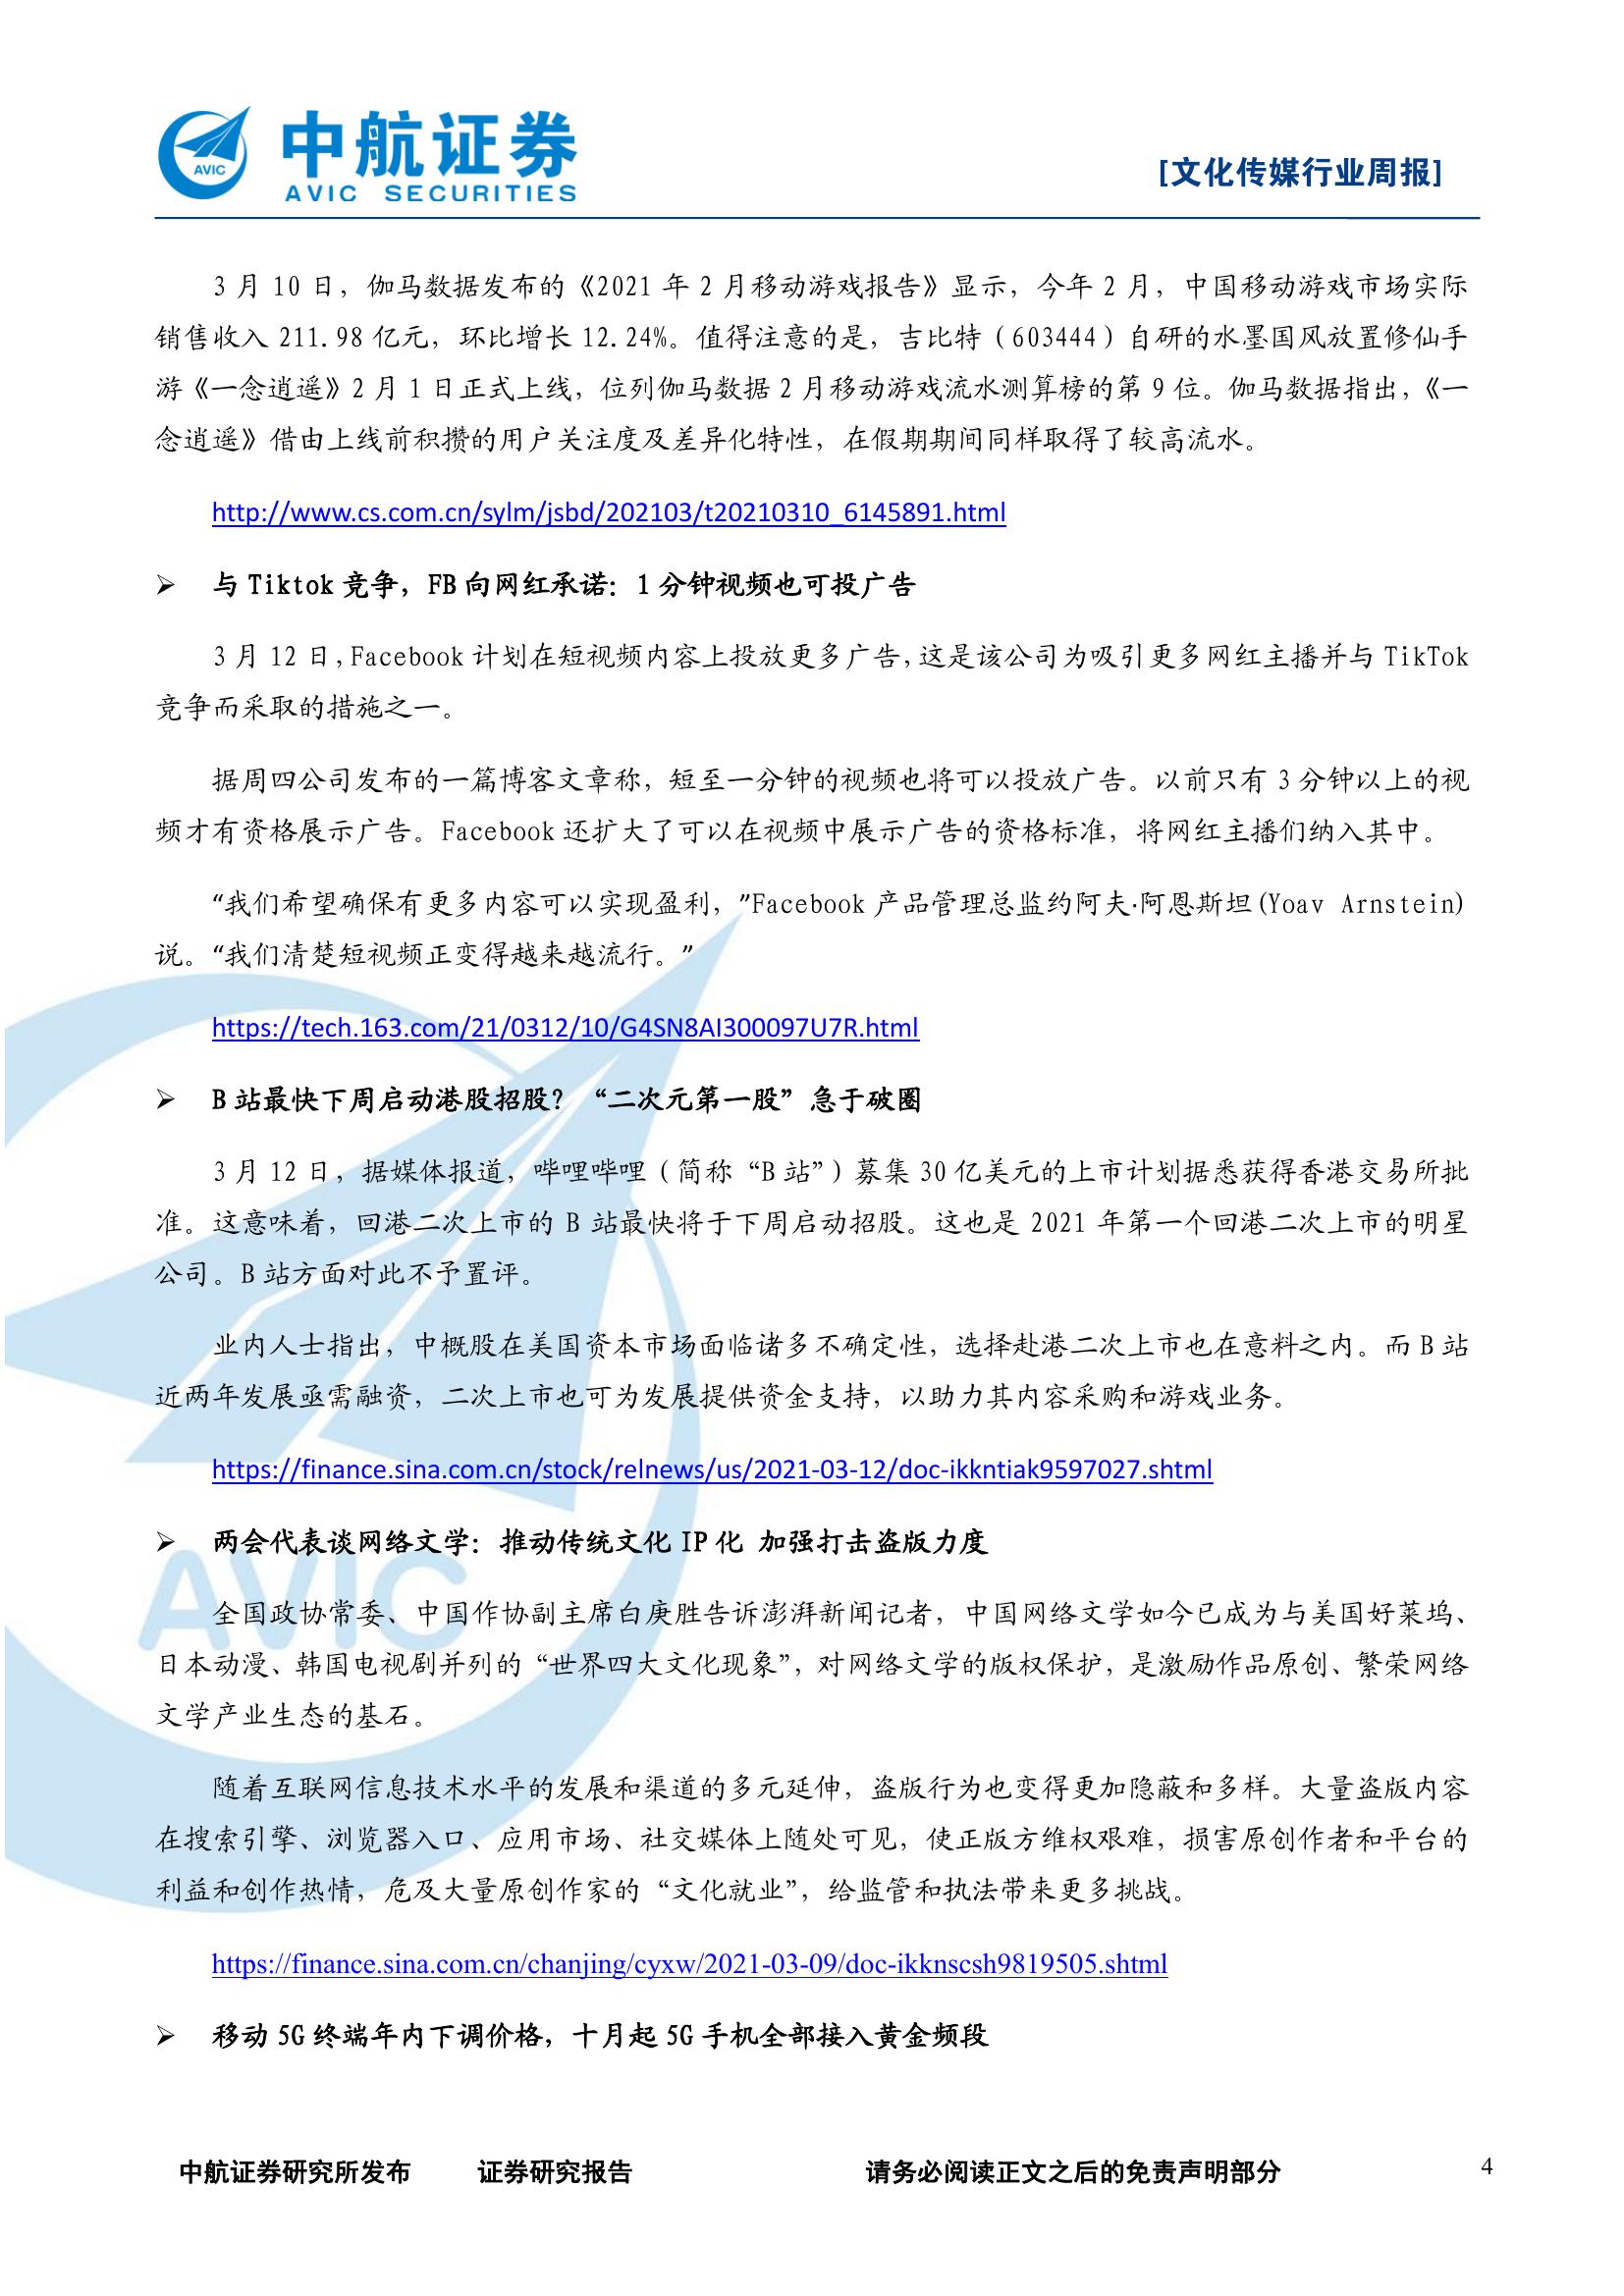 中航证券
AVIC SECURITIES
AVIC
[文化传媒行业周报]
3 月 10 日，伽马数据发布的《2021 年 2 月移动游戏报告》显示，今年 2 月，中国移动游戏市场实际
销售收入 211.98 亿元，环比增长 12.24%。值得注意的是，吉比特（603444）自研的水墨国风放置修仙手
游《一念逍遥》2 月 1 日正式上线，位列伽马数据 2 月移动游戏流水测算榜的第 9 位。伽马数据指出，《一
念逍遥》借由上线前积攒的用户关注度及差异化特性，在假期期间同样取得了较高流水。
http://www.cs.com.cn/sylm/jsbd/202103/t20210310_6145891.html
➢ 与 Tiktok 竞争，FB 向网红承诺：1 分钟视频也可投广告
3 月 12 日，Facebook 计划在短视频内容上投放更多广告，这是该公司为吸引更多网红主播并与 TikTok
竞争而采取的措施之一。
据周四公司发布的一篇博客文章称，短至一分钟的视频也将可以投放广告。以前只有 3 分钟以上的视
频才有资格展示广告。Facebook 还扩大了可以在视频中展示广告的资格标准，将网红主播们纳入其中。
“我们希望确保有更多内容可以实现盈利，”Facebook 产品管理总监约阿夫·阿恩斯坦(Yoav Arnstein)
说。“我们清楚短视频正变得越来越流行。”
https://tech.163.com/21/0312/10/G4SN8AI300097U7R.html
➢ B 站最快下周启动港股招股？“二次元第一股”急于破圈
3 月 12 日，据媒体报道，哔哩哔哩（简称“B 站”）募集 30 亿美元的上市计划据悉获得香港交易所批
准。这意味着，回港二次上市的 B 站最快将于下周启动招股。这也是 2021 年第一个回港二次上市的明星
公司。B 站方面对此不予置评。
业内人士指出，中概股在美国资本市场面临诸多不确定性，选择赴港二次上市也在意料之内。而 B 站
近两年发展亟需融资，二次上市也可为发展提供资金支持，以助力其内容采购和游戏业务。
https://finance.sina.com.cn/stock/relnews/us/2021-03-12/doc-ikkntiak9597027.shtml
➢ 两会代表谈网络文学：推动传统文化 IP 化 加强打击盗版力度
AVIC
全国政协常委、中国作协副主席白庚胜告诉澎湃新闻记者，中国网络文学如今已成为与美国好莱坞、
日本动漫、韩国电视剧并列的“世界四大文化现象”，对网络文学的版权保护，是激励作品原创、繁荣网络
文学产业生态的基石。
随着互联网信息技术水平的发展和渠道的多元延伸，盗版行为也变得更加隐蔽和多样。大量盗版内容
在搜索引擎、浏览器入口、应用市场、社交媒体上随处可见，使正版方维权艰难，损害原创作者和平台的
利益和创作热情，危及大量原创作家的“文化就业”，给监管和执法带来更多挑战。
https://finance.sina.com.cn/chanjing/cyxw/2021-03-09/doc-ikknscsh9819505.shtml
➢ 移动 5G 终端年内下调价格，十月起 5G 手机全部接入黄金频段
中航证券研究所发布 证券研究报告 请务必阅读正文之后的免责声明部分 4